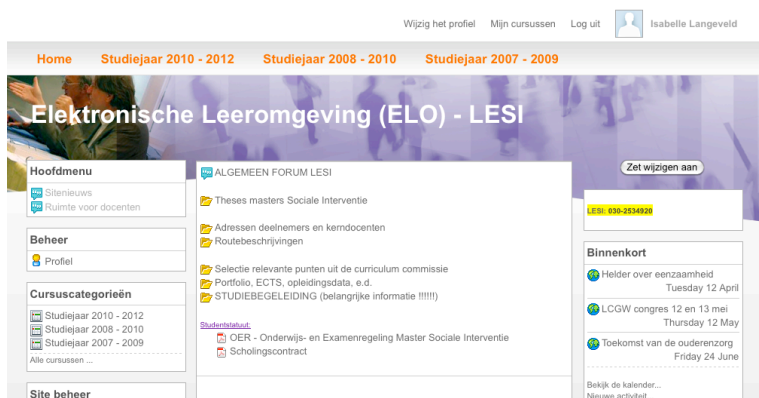 Wijzig het profiel Mijn cursussen Log uit Isabelle Langeveld
Home Studiejaar 2010 - 2012 Studiejaar 2008 - 2010 Studiejaar 2007 - 2009
Elektronische Leeromgeving (ELO) - LESI
Hoofdmenu
Sitenieuws
Ruimte voor docenten
Beheer
Profiel
Cursuscategorieën
Studiejaar 2010 - 2012
Studiejaar 2008 - 2010
Studiejaar 2007 - 2009
Alle cursussen ...
Site beheer
ALGEMEEN FORUM LESI
Theses masters Sociale Interventie
Adressen deelnemers en kerndocenten
Routebeschrijvingen
Selectie relevante punten uit de curriculum commissie
Portfolio, ECTS, opleidingsdata, e.d.
STUDIEBEGELEIDING (belangrijke informatie !!!!!!)
Studentstatuut:
OER - Onderwijs- en Examenregeling Master Sociale Interventie
Scholingscontract
Zet wijzigen aan
LESI: 030-2534920
Binnenkort
Helder over eenzaamheid
Tuesday 12 April
LCGW congres 12 en 13 mei
Thursday 12 May
Toekomst van de ouderenzorg
Friday 24 June
Bekijk de kalender...
Nieuwe activiteit